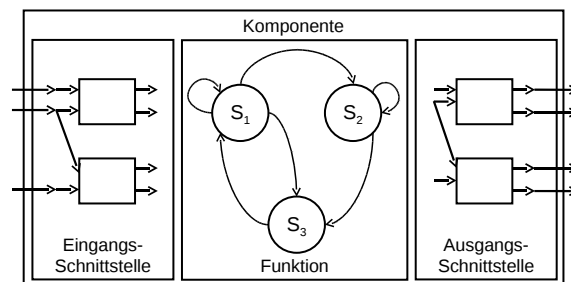 Komponente
S1
S2
S3
Eingangs-
Schnittstelle
Funktion
Ausgangs-
Schnittstelle